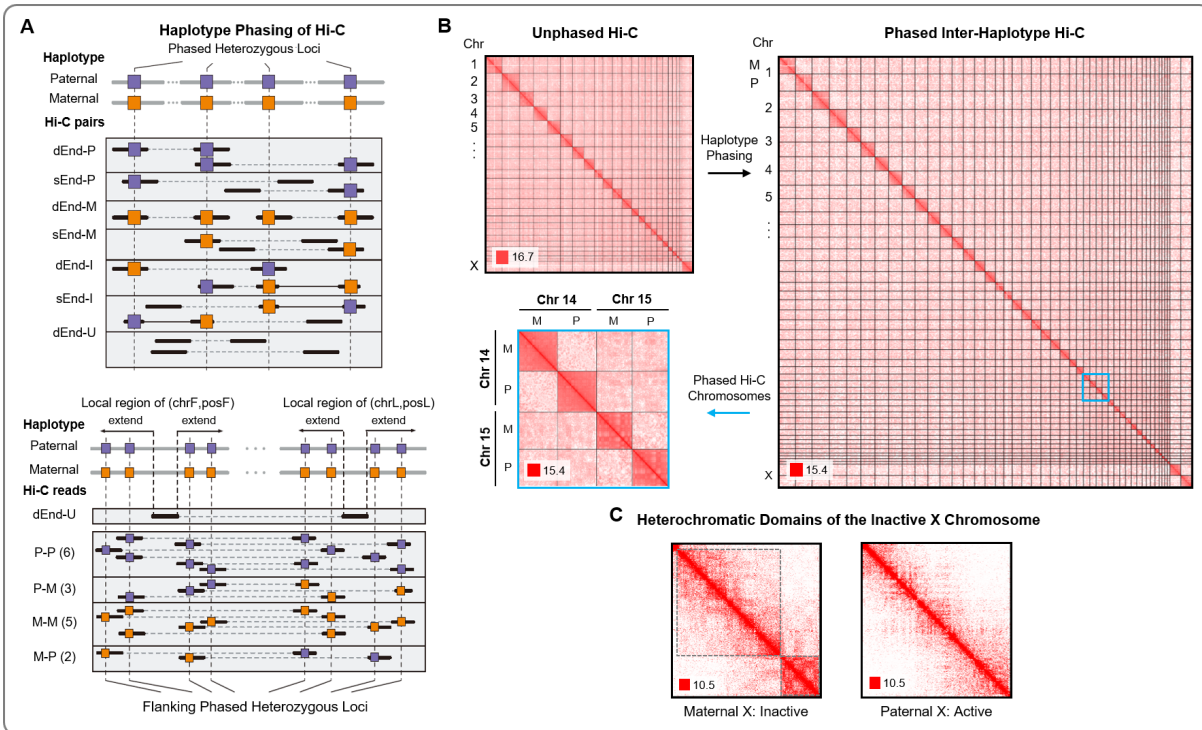 A
Haplotype Phasing of Hi-C
Phased Heterozygous Loci
Haplotype
Paternal
Maternal
Hi-C pairs
dEnd-P
sEnd-P
dEnd-M
sEnd-M
dEnd-I
sEnd-I
dEnd-U
Local region of (chrF,posF)
Local region of (chrL,posL)
Haplotype
extend
extend
extend
extend
Paternal
Maternal
Hi-C reads
dEnd-U
P-P (6)
P-M (3)
M-M (5)
M-P (2)
Flanking Phased Heterozygous Loci
B
Unphased Hi-C
Chr
1
2
3
4
5
X
16.7
Haplotype
Phasing
Phased Inter-Haplotype Hi-C
Chr
M
1
P
2
3
4
5
X
15.4
Phased Hi-C
Chromosomes
Chr 14
Chr 15
M
P
M
P
Chr 14
M
P
Chr 15
M
P
15.4
C
Heterochromatic Domains of the Inactive X Chromosome
10.5
Maternal X: Inactive
10.5
Paternal X: Active